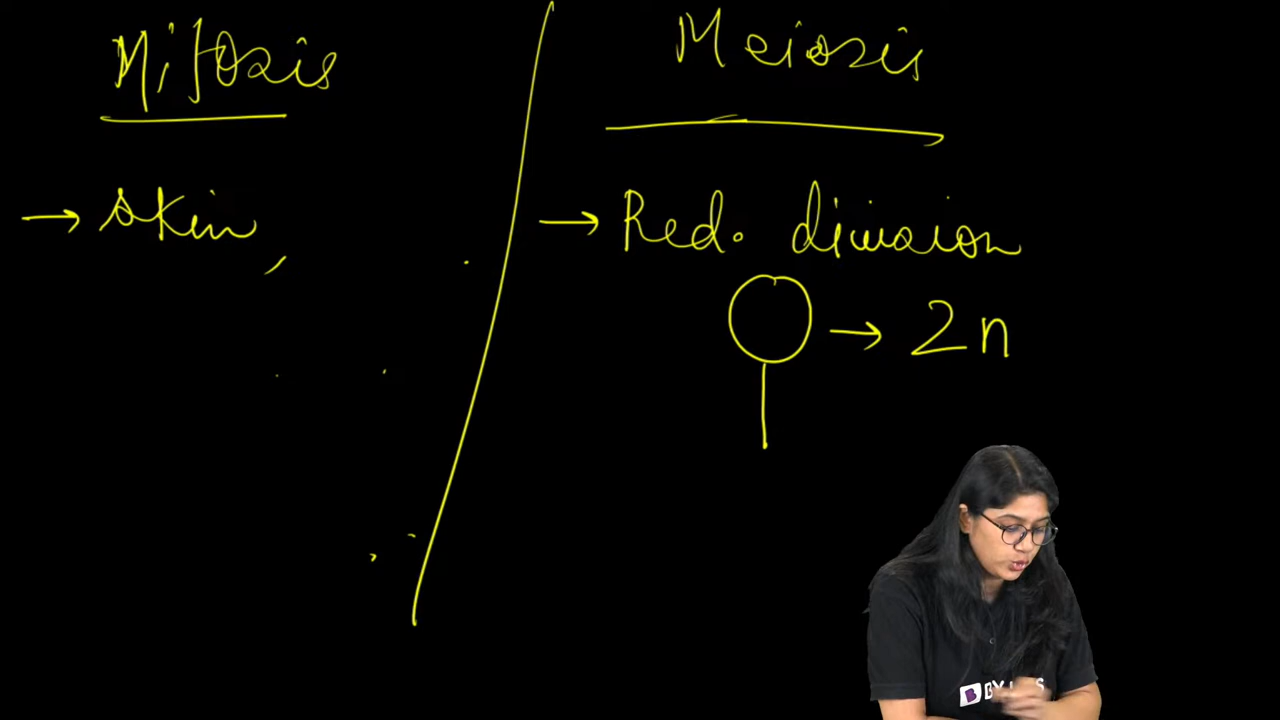 Mitosis
→ skin,
Meiosis
→ Red. division
→ 2n